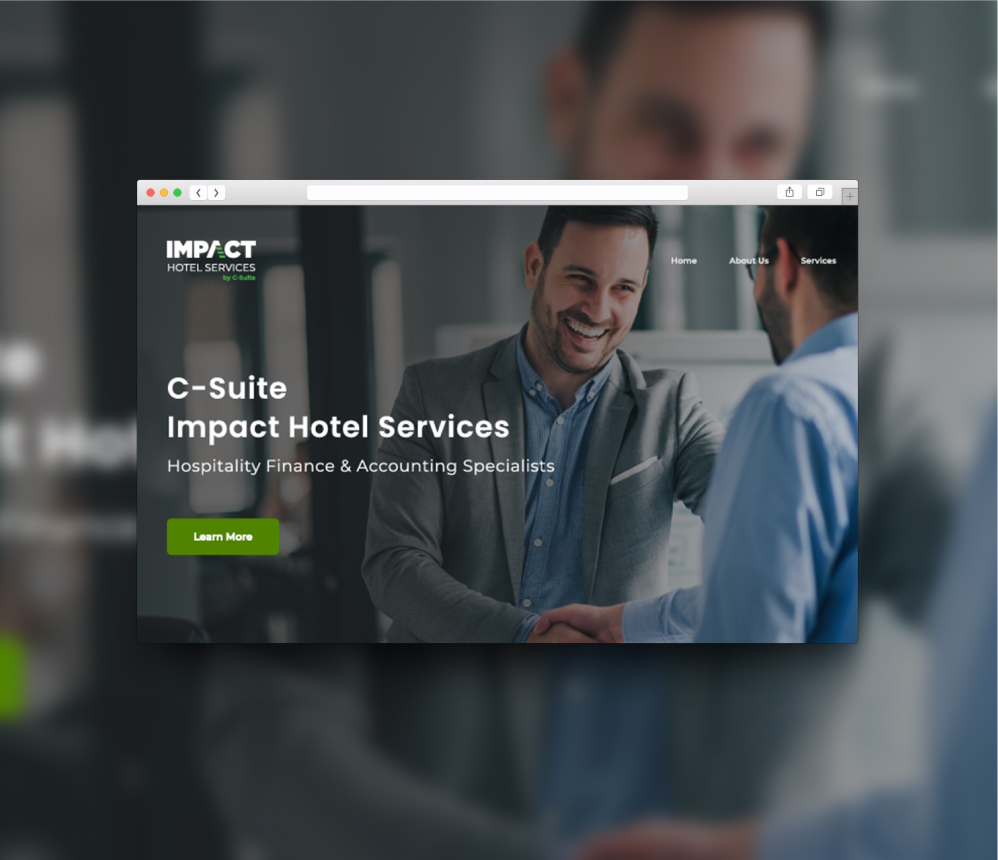 IMPACT
HOTEL SERVICES
by C-Suite
Home About Us Services
C-Suite
Impact Hotel Services
Hospitality Finance & Accounting Specialists
Learn More